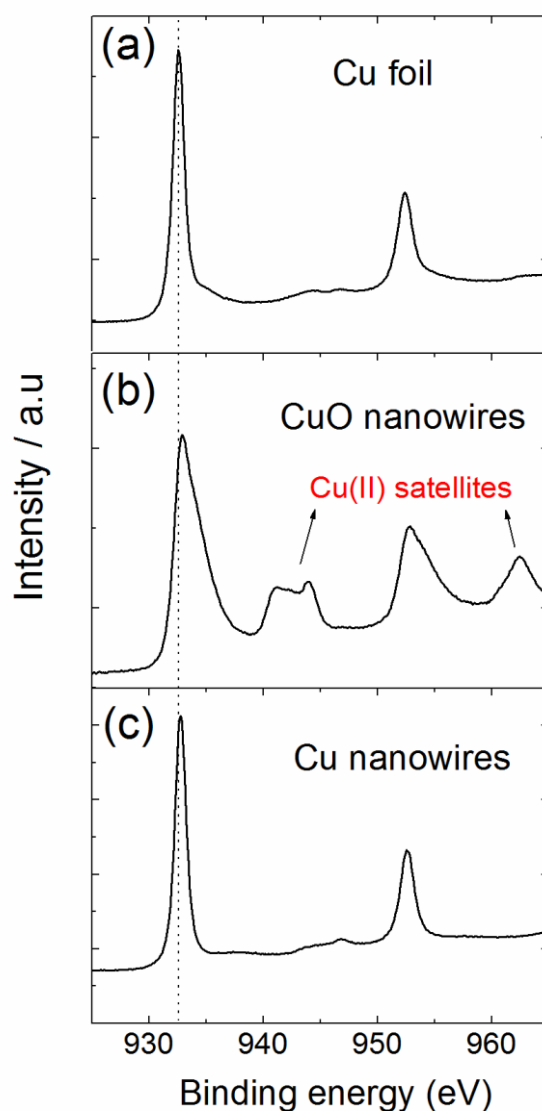 (a)
Cu foil
(b)
CuO nanowires
Cu(II) satellites
(c)
Cu nanowires
Intensity / a.u
930 940 950 960
Binding energy (eV)